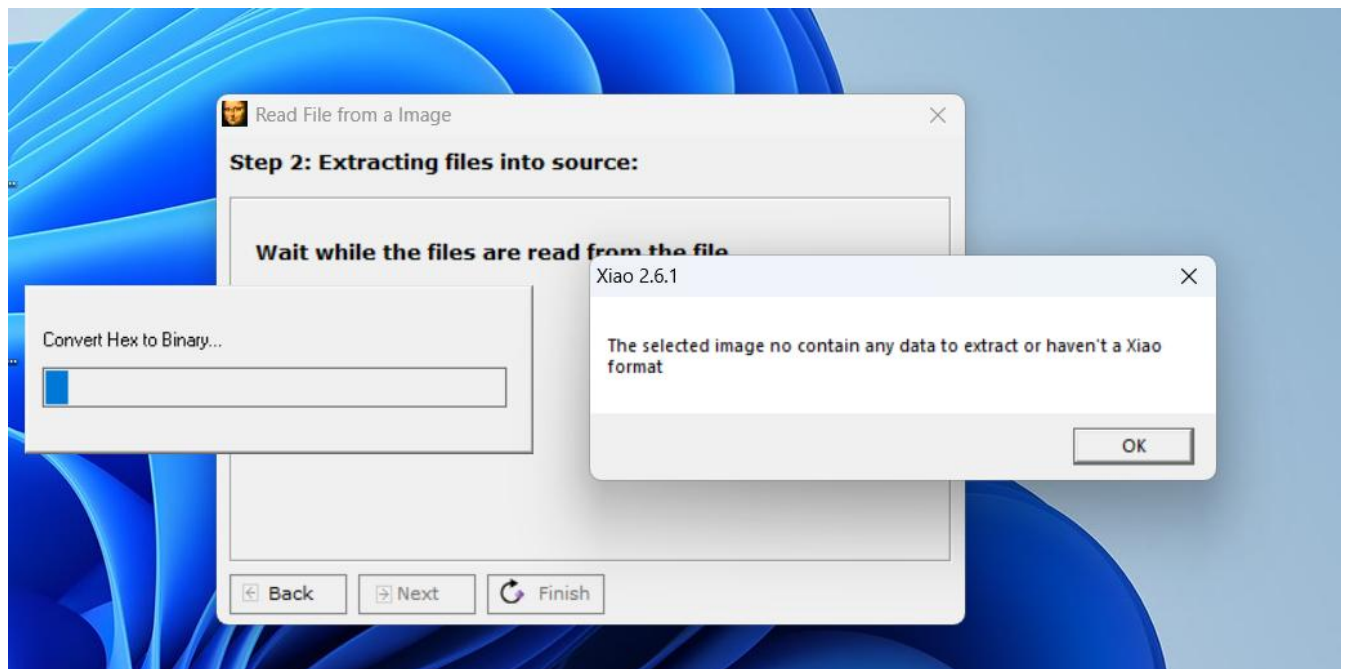 Read File from a Image
Step 2: Extracting files into source:
Wait while the files are read from the file
Xiao 2.6.1
Convert Hex to Binary...
The selected image no contain any data to extract or haven't a Xiao
format
OK
Back
Next
Finish